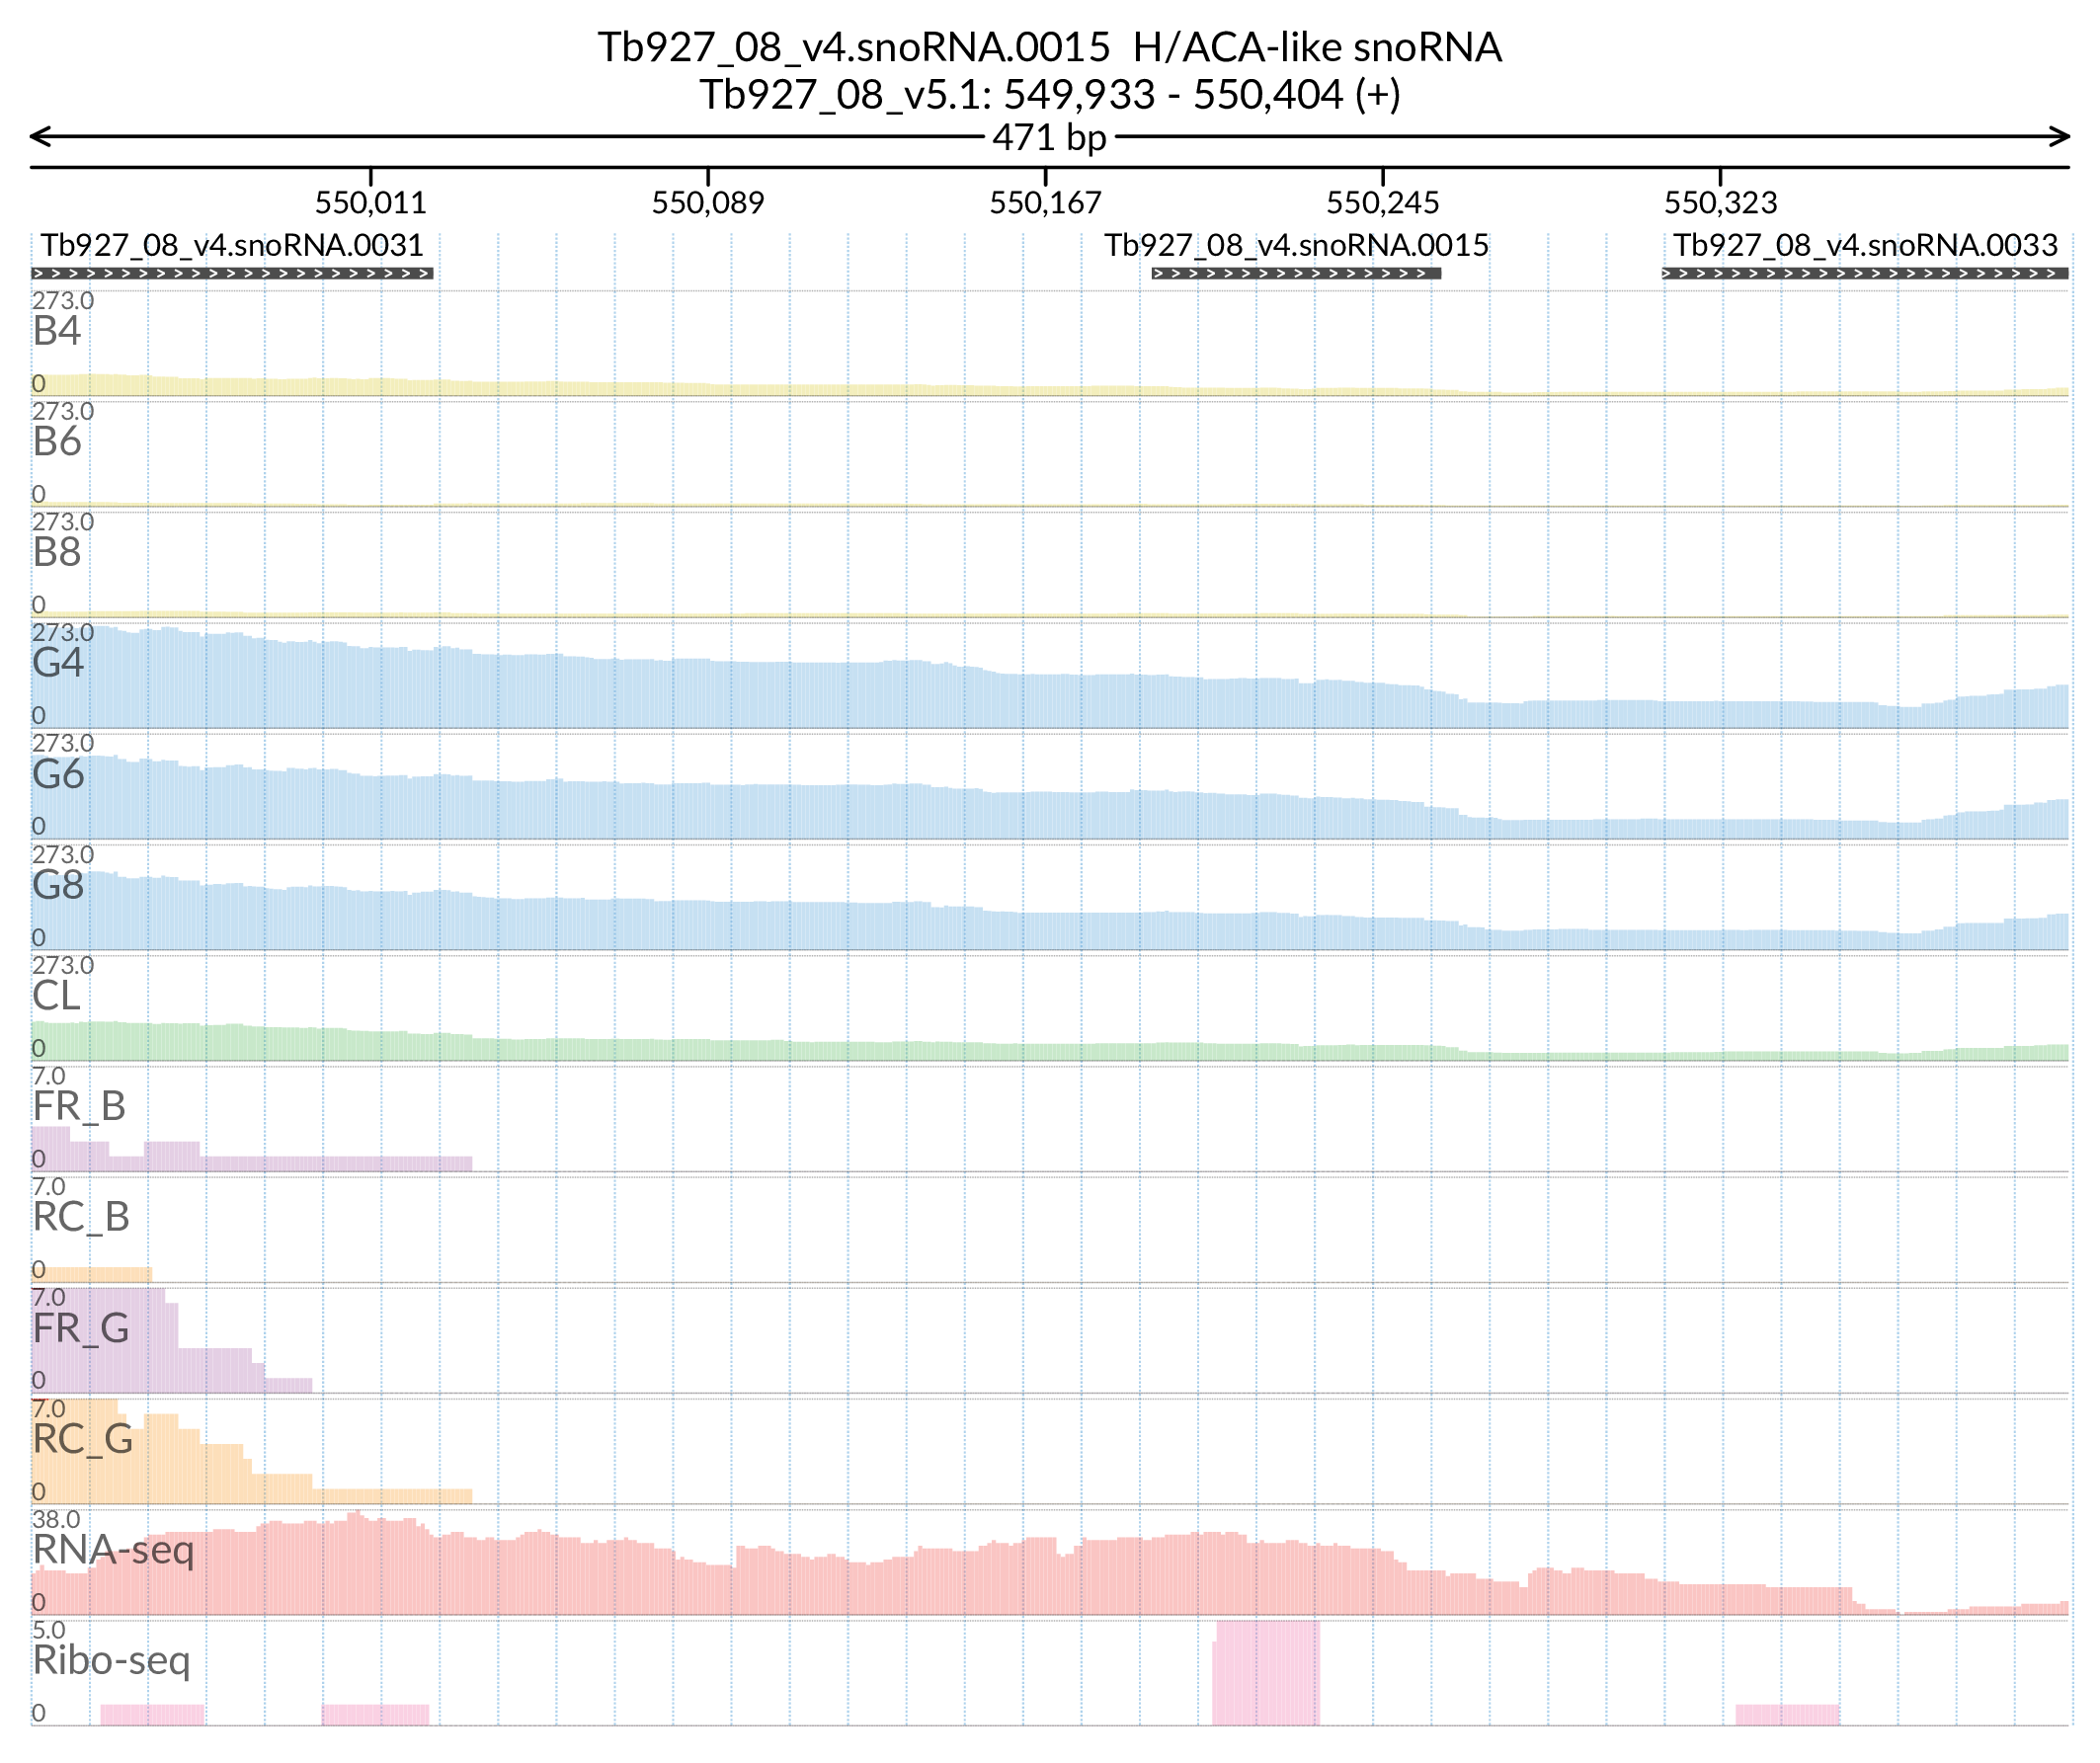 Tb927_08_v4.snoRNA.0015  H/ACA-like snoRNA
Tb927_08_v5.1: 549,933 - 550,404 (+)
471 bp
550,011 550,089 550,167 550,245 550,323
Tb927_08_v4.snoRNA.0031 Tb927_08_v4.snoRNA.0015 Tb927_08_v4.snoRNA.0033
273.0
B4
0
273.0
B6
0
273.0
B8
0
273.0
G4
0
273.0
G6
0
273.0
G8
0
273.0
CL
0
7.0
FR_B
0
7.0
RC_B
0
7.0
FR_G
0
7.0
RC_G
0
38.0
RNA-seq
0
5.0
Ribo-seq
0